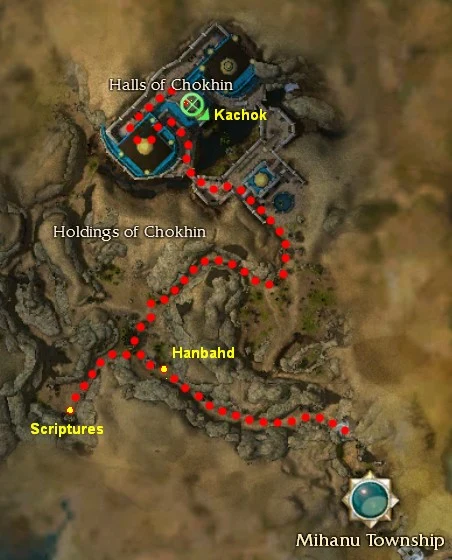 Halls of Chokhin
Kachok
Holdings of Chokhin
Hanbahd
Scriptures
Mihanu Township